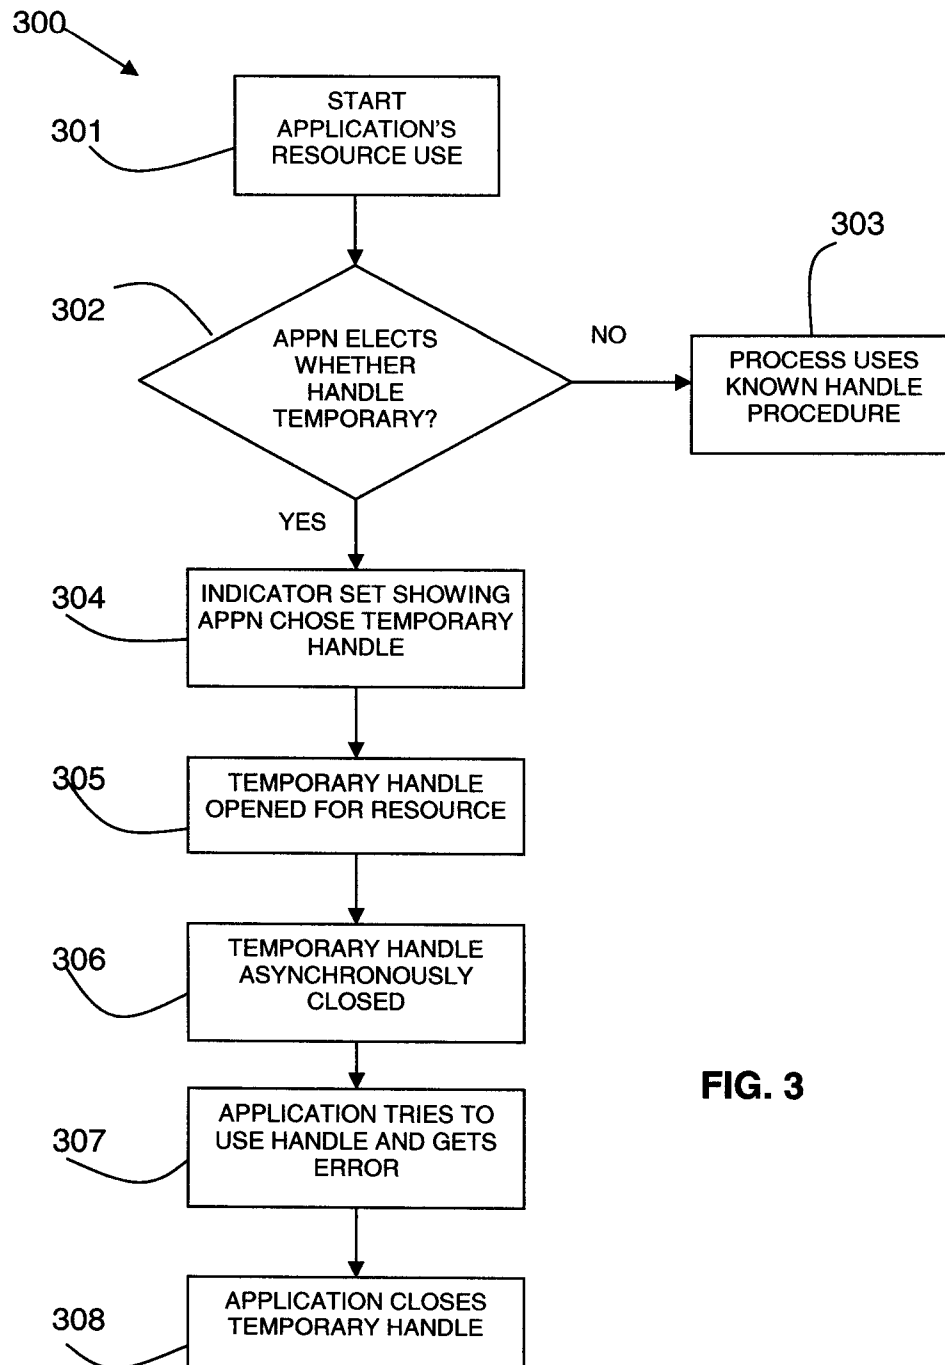 300
START
APPLICATION'S
RESOURCE USE
301
303
302
APPN ELECTS
WHETHER
HANDLE
TEMPORARY?
NO
PROCESS USES
KNOWN HANDLE
PROCEDURE
YES
304
INDICATOR SET SHOWING
APPN CHOSE TEMPORARY
HANDLE
305
TEMPORARY HANDLE
OPENED FOR RESOURCE
306
TEMPORARY HANDLE
ASYNCHRONOUSLY
CLOSED
FIG. 3
307
APPLICATION TRIES TO
USE HANDLE AND GETS
ERROR
308
APPLICATION CLOSES
TEMPORARY HANDLE